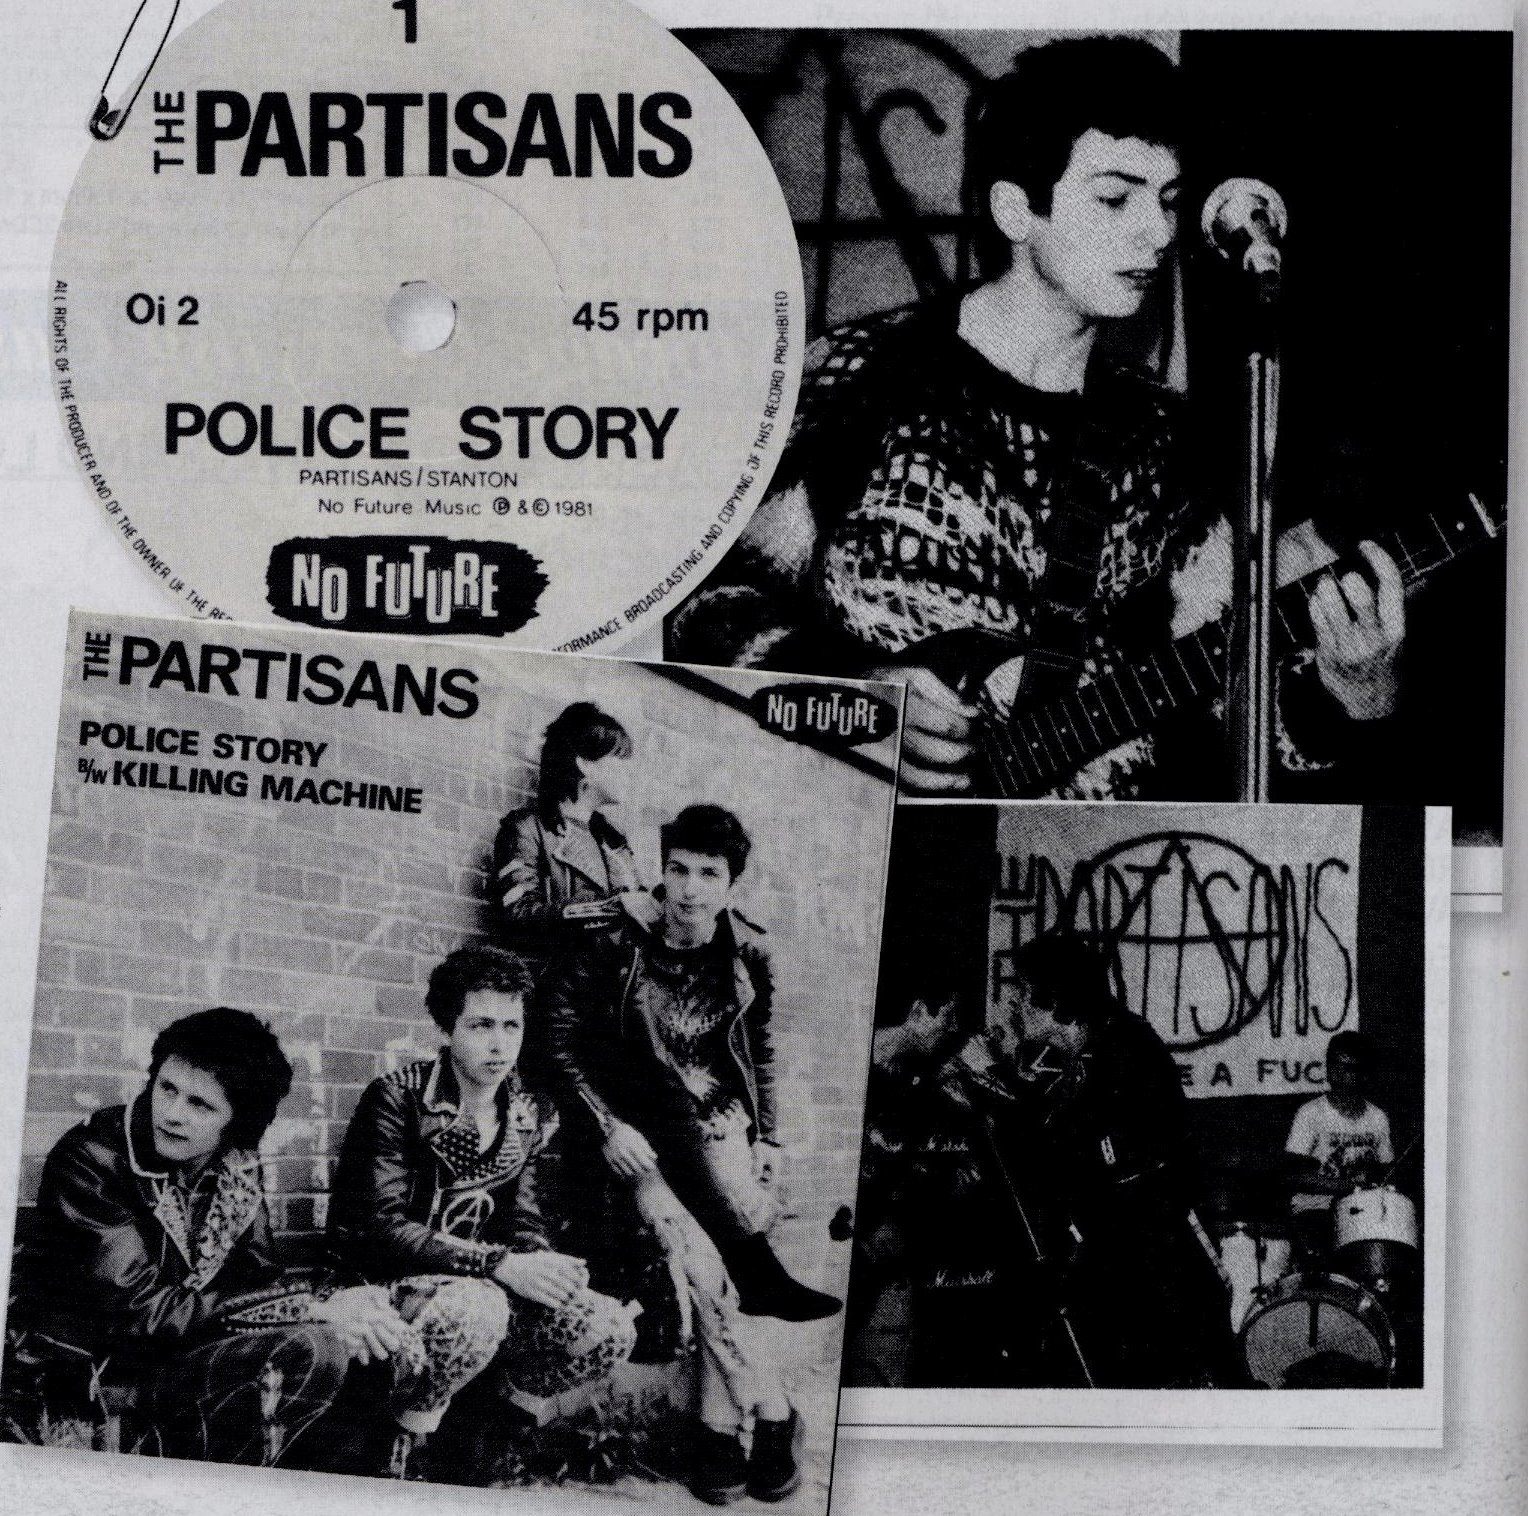 1
THE PARTISANS
Oi 2
45 rpm
POLICE STORY
PARTISANS/STANTON
No Future Music ℗ & © 1981
NO FUTURE
ALL RIGHTS OF THE PRODUCER AND OF THE OWNER OF THE
PERFORMANCE BROADCASTING AND COPYING OF THIS RECORD PROHIBITED
THE PARTISANS
POLICE STORY
B/W KILLING MACHINE
NO FUTURE
PARTISANS
E A FUC
Marshall